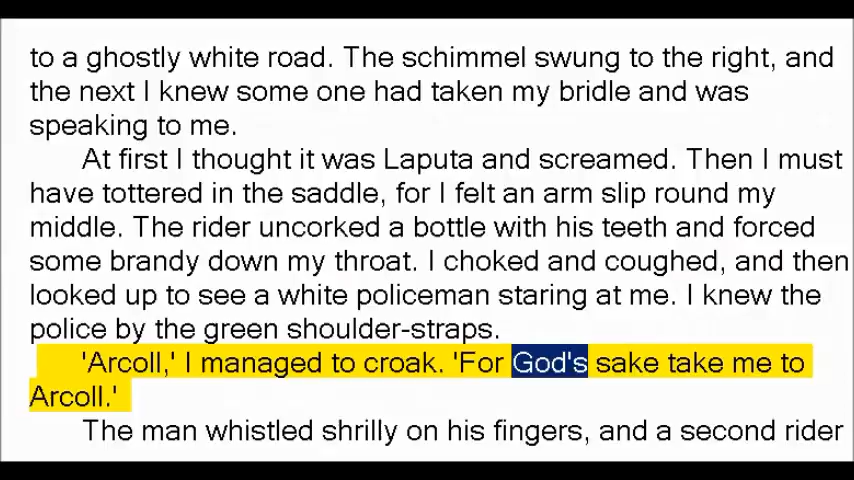 to a ghostly white road. The schimmel swung to the right, and
the next I knew some one had taken my bridle and was
speaking to me.
At first I thought it was Laputa and screamed. Then I must
have tottered in the saddle, for I felt an arm slip round my
middle. The rider uncorked a bottle with his teeth and forced
some brandy down my throat. I choked and coughed, and then
looked up to see a white policeman staring at me. I knew the
police by the green shoulder-straps.
'Arcoll,' I managed to croak. 'For God's sake take me to
Arcoll.'
The man whistled shrilly on his fingers, and a second rider